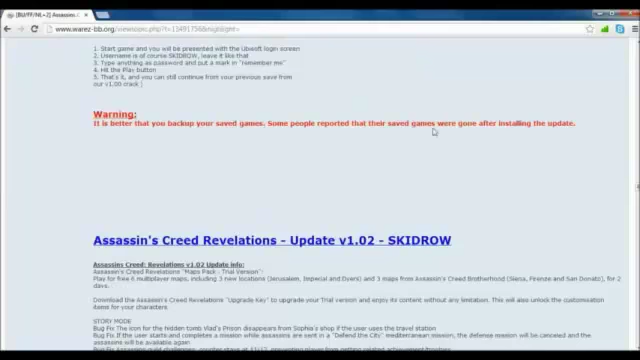 [BU/FF/NL+2] Assassins C
www.warez-bb.org/viewtopic.php?t=13491756&highlight=
1. Start game and you will be presented with the Ubisoft login screen
2. Username is of course SKIDROW, leave it like that
3. Type anything as password and put a mark in "remember me"
4. Hit the Play button
5. That's it, and you can still continue from your previous save from
our v1.00 crack
Warning:
It is better that you backup your saved games. Some people reported that their saved games were gone after installing the update.
Assassin's Creed Revelations - Update v1.02 - SKIDROW
Assassins Creed: Revelations v1.02 Update info:
Assassin's Creed Revelations "Maps Pack - Trial Version":
Play for free 6 multiplayer maps, including 3 new locations (Jerusalem, Imperial and Dyers) and 3 maps from Assassin's Creed Brotherhood (Siena, Firenze and San Donato), for 2
days.
Download the Assassin's Creed Revelations "Upgrade Key" to upgrade your Trial version and enjoy its content without any limitation. This will also unlock the customisation
items for your characters.
STORY MODE
Bug Fix The icon for the hidden tomb Vlad's Prison disappears from Sophia's shop if the user uses the travel station
Bug Fix If the user starts and completes a mission while assassins are sent in a "Defend the City" mediterranean mission, the defense mission will be canceled and the
assassins will be available again